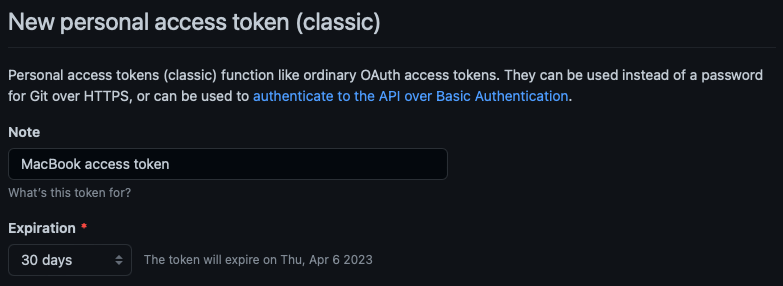 New personal access token (classic)
Personal access tokens (classic) function like ordinary OAuth access tokens. They can be used instead of a password
for Git over HTTPS, or can be used to authenticate to the API over Basic Authentication.
Note
MacBook access token
What's this token for?
Expiration *
30 days The token will expire on Thu, Apr 6 2023